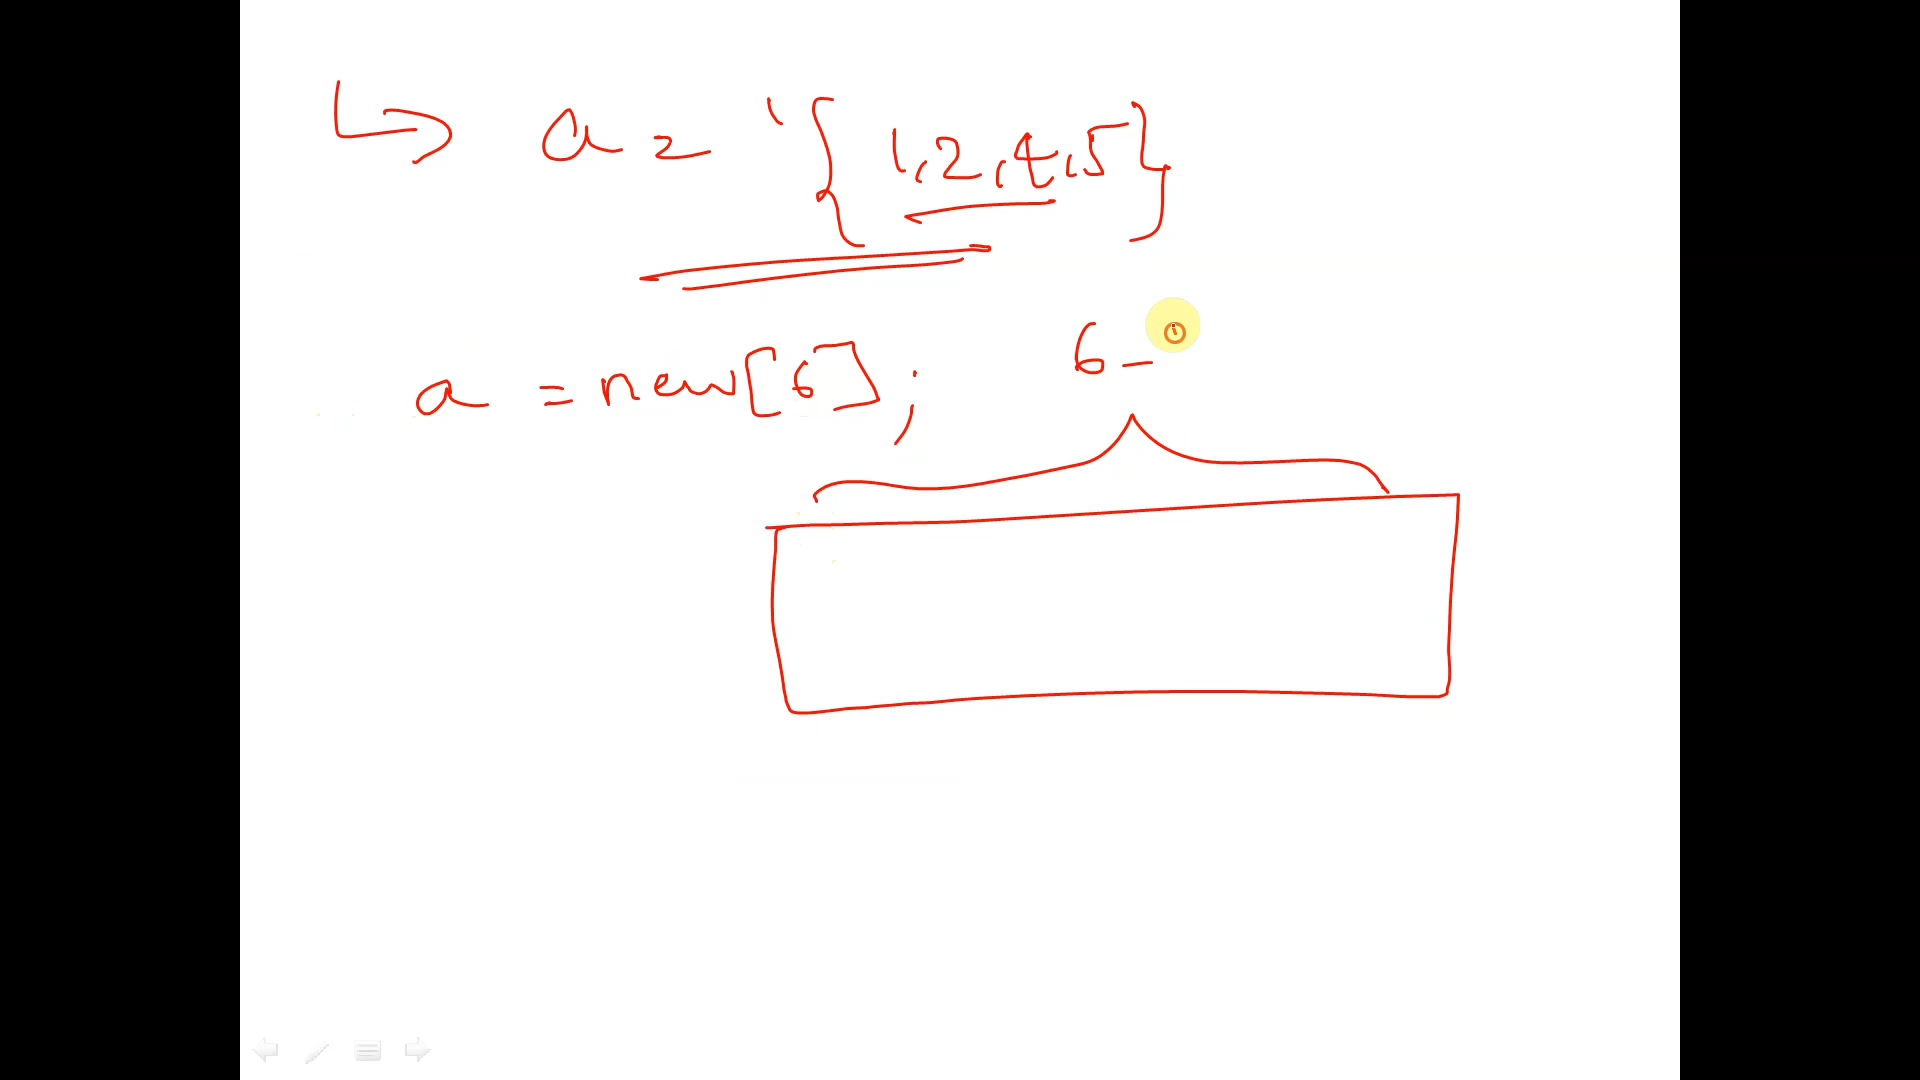 a = '{1,2,4,5}
a = new[6];
6 –